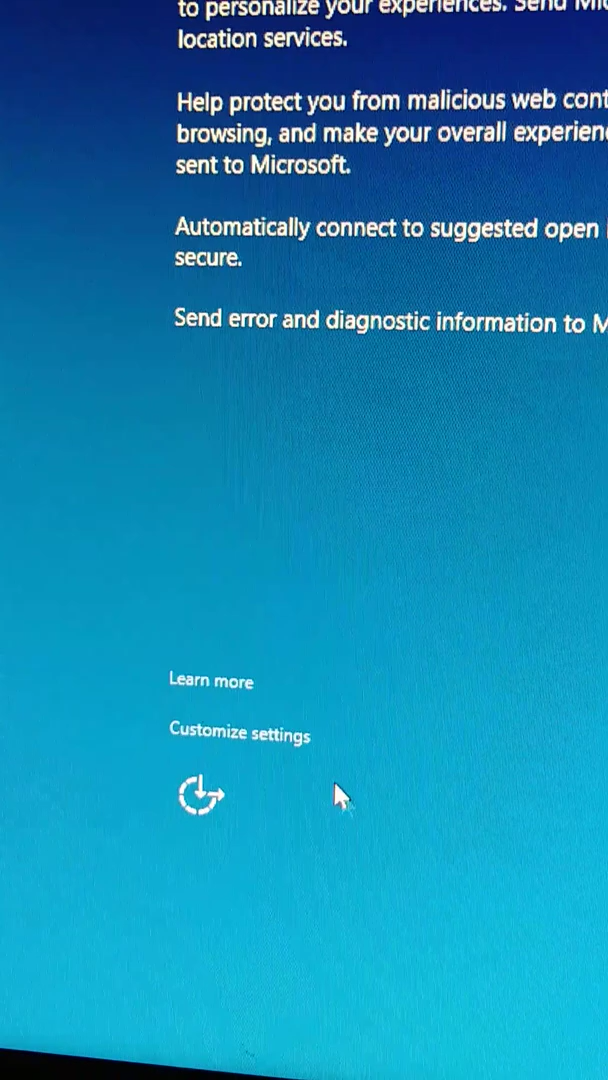 to personalize your experiences. Send
location services.
Help protect you from malicious web
browsing, and make your overall
sent to Microsoft.
Automatically connect to suggested open
secure.
Send error and diagnostic information to
Learn more
Customize settings